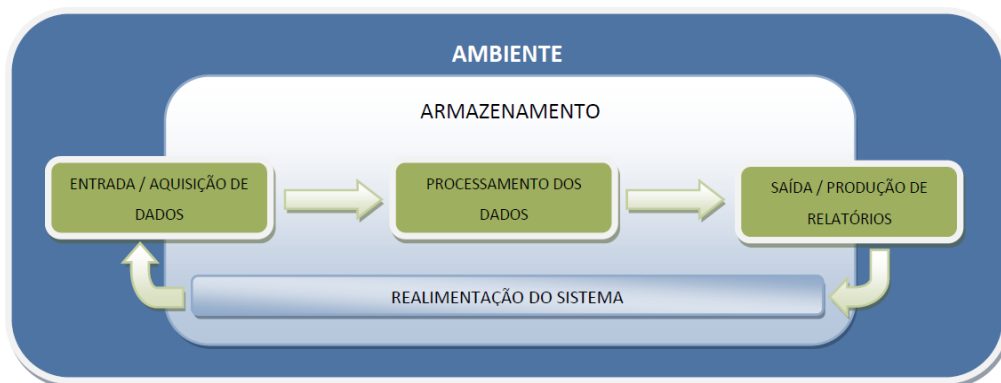 AMBIENTE
ARMAZENAMENTO
ENTRADA / AQUISIÇÃO DE
DADOS
PROCESSAMENTO DOS
DADOS
SAÍDA / PRODUÇÃO DE
RELATÓRIOS
REALIMENTAÇÃO DO SISTEMA